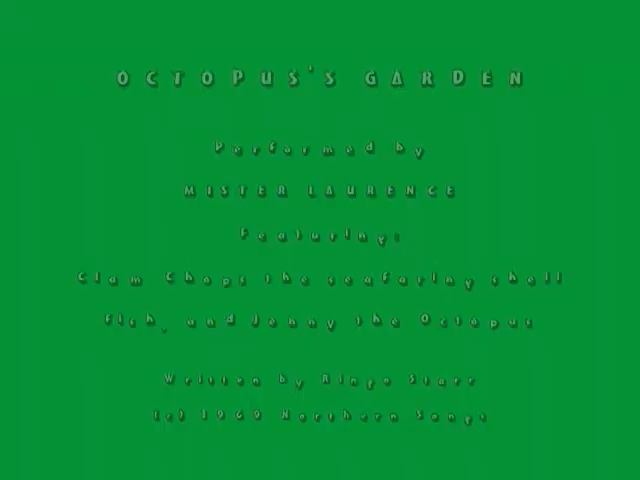 OCTOPUS'S GARDEN
Performed by
MISTER LAURENCE
Featuring:
Clam Chops the seafaring shell
fish, and Jenny the Octopus
Written by Ringo Starr
(c) 1969 Northern Songs